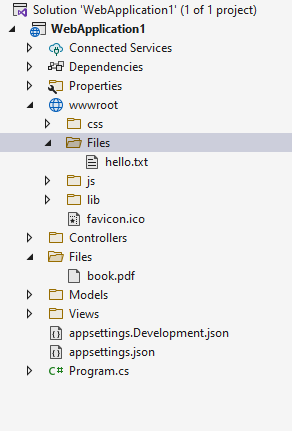 Solution 'WebApplication1' (1 of 1 project)
WebApplication1
Connected Services
Dependencies
Properties
wwwroot
css
Files
hello.txt
js
lib
favicon.ico
Controllers
Files
book.pdf
Models
Views
appsettings.Development.json
appsettings.json
C# Program.cs